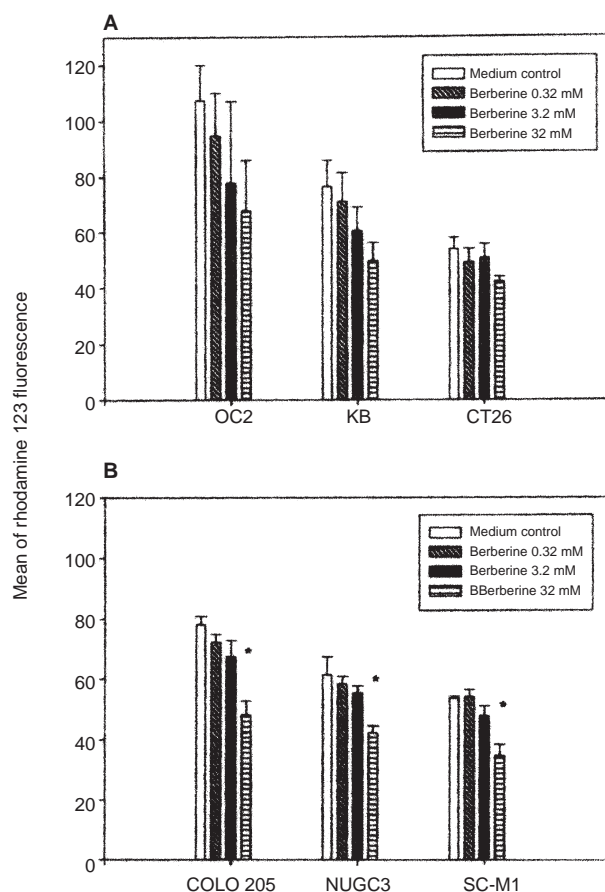 A
Medium control
Berberine 0.32 mM
Berberine 3.2 mM
Berberine 32 mM
120
100
80
60
40
20
0
OC2 KB CT26
Mean of rhodamine 123 fluorescence
B
Medium control
Berberine 0.32 mM
Berberine 3.2 mM
BBerberine 32 mM
120
100
80
60
40
20
0
* * *
COLO 205 NUGC3 SC-M1